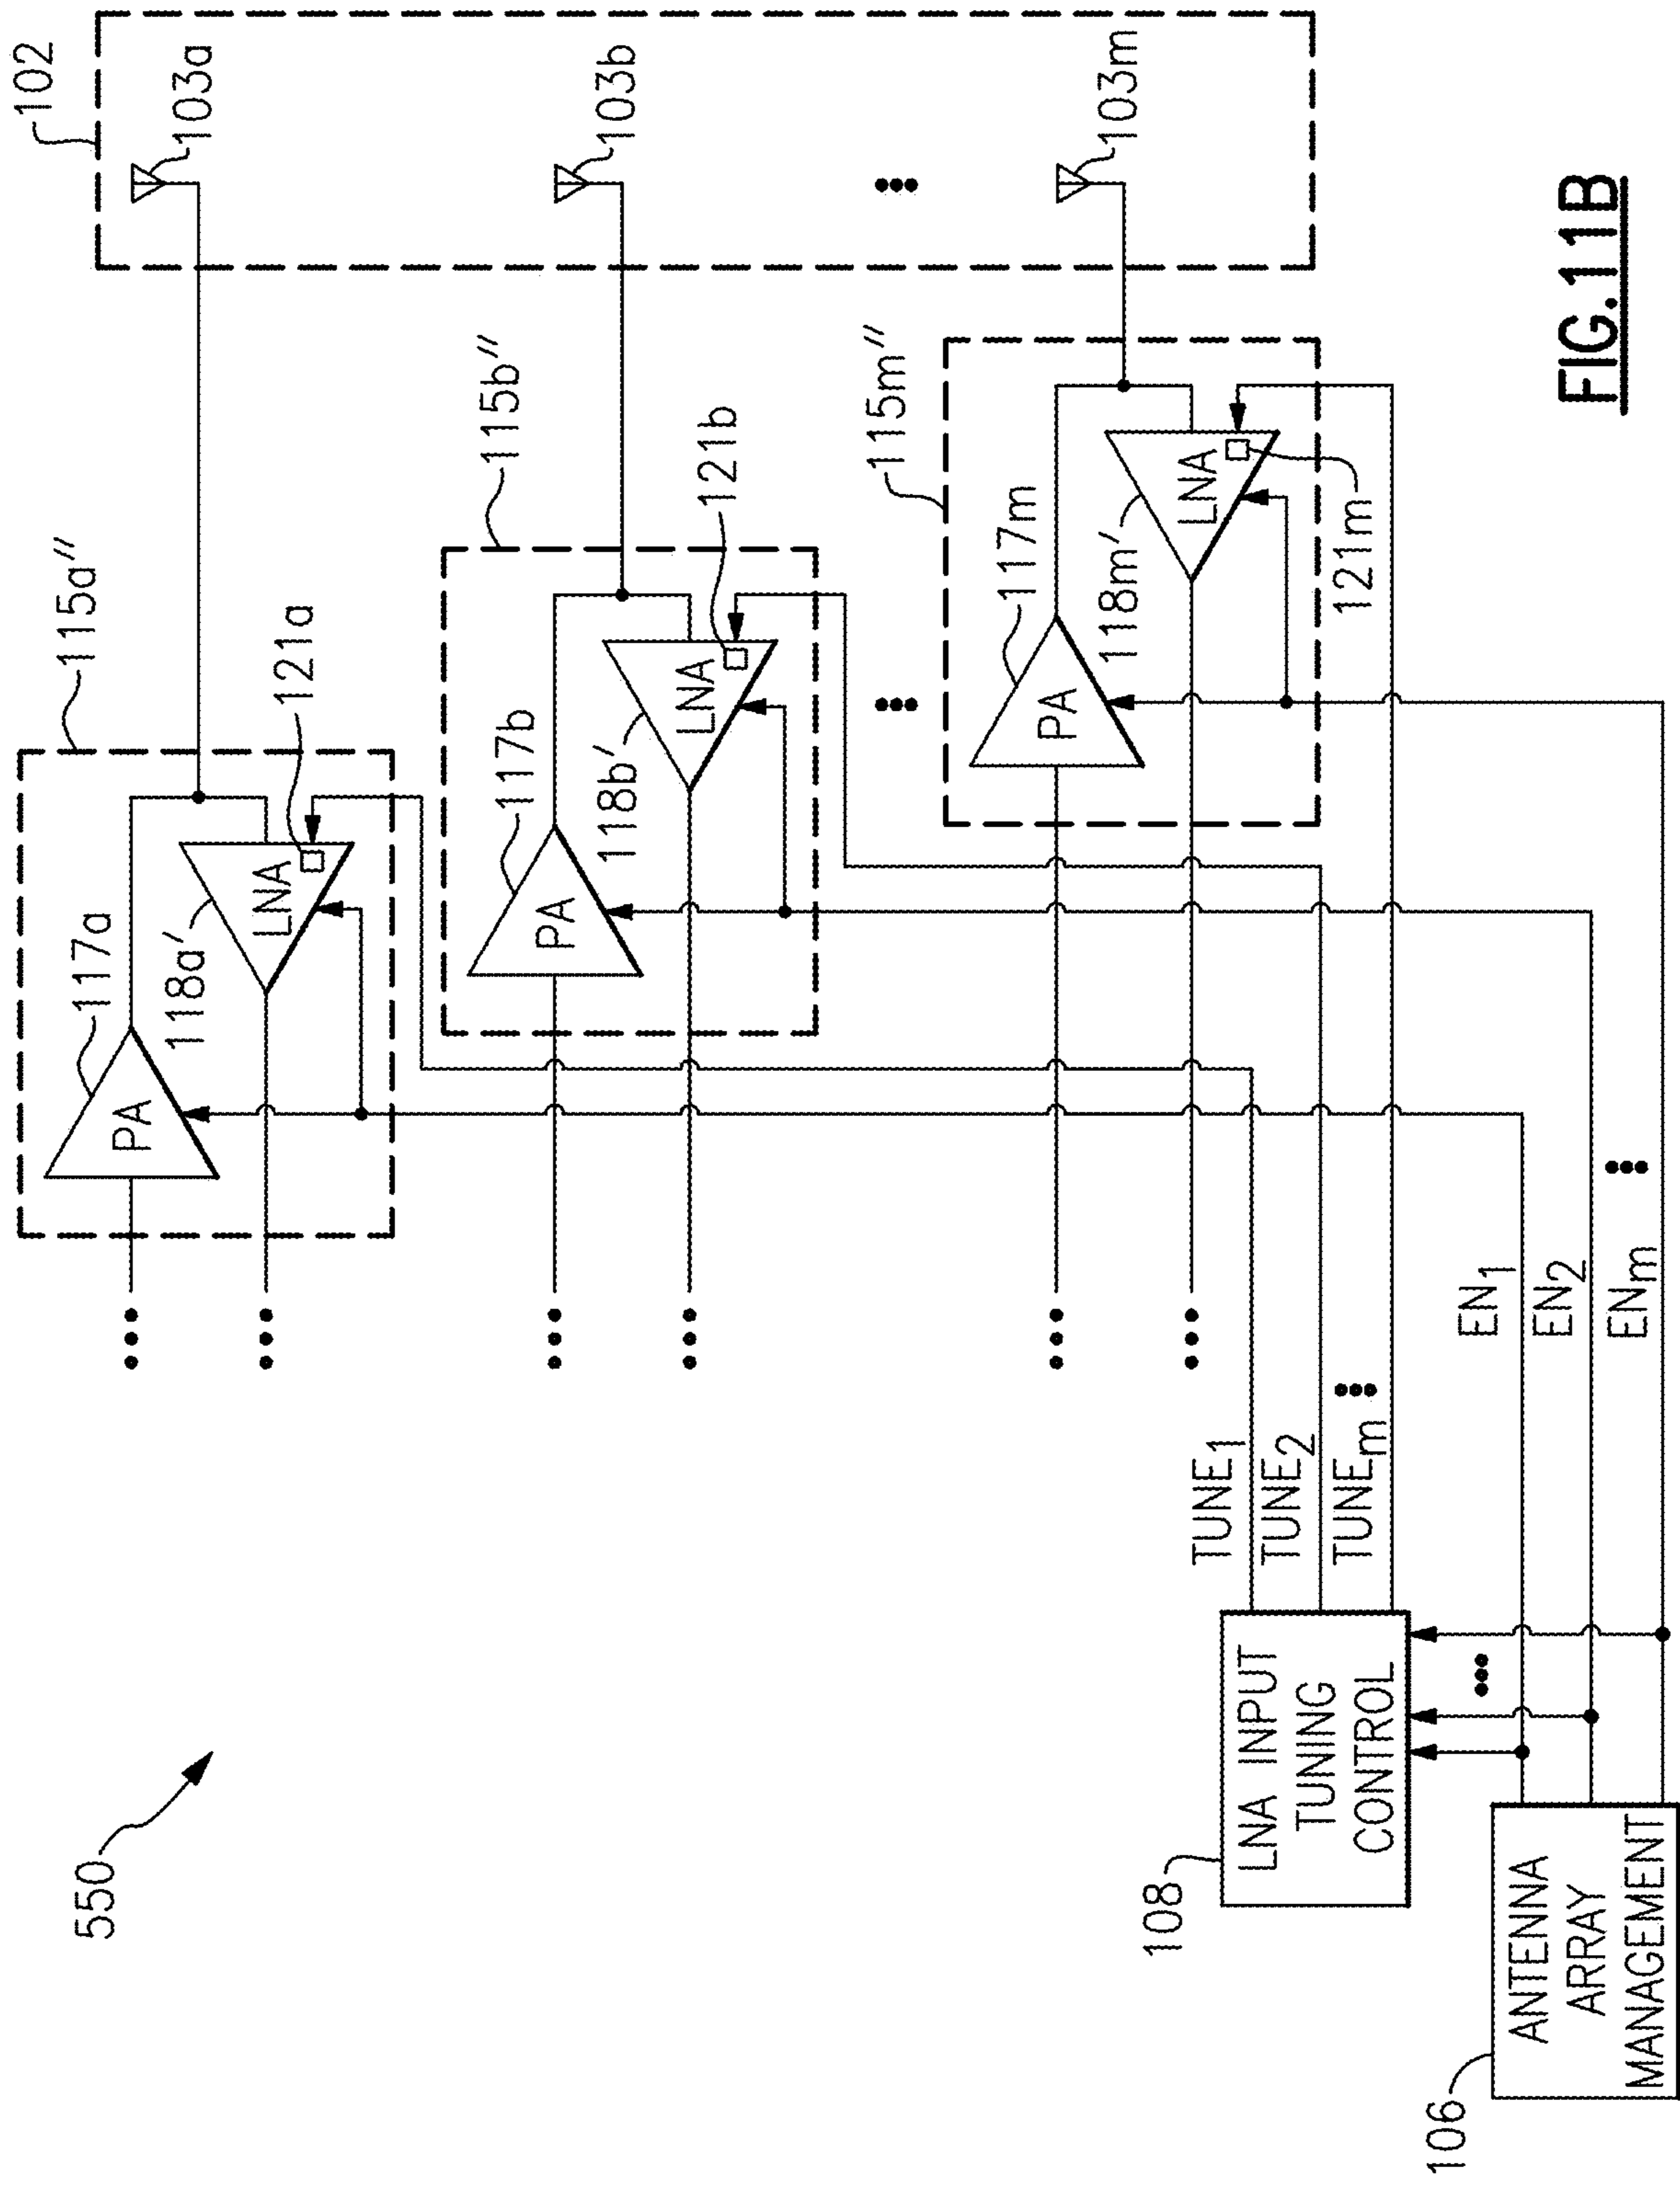 550
102
103a
103b
103m
115a″
117a
PA
118a′
LNA
121a
115b″
117b
PA
118b′
LNA
121b
115m″
117m
PA
118m′
LNA
121m
TUNE1
TUNE2
TUNEm
EN1
EN2
ENm
108
LNA INPUT
TUNING
CONTROL
106
ANTENNA
ARRAY
MANAGEMENT
FIG.11B